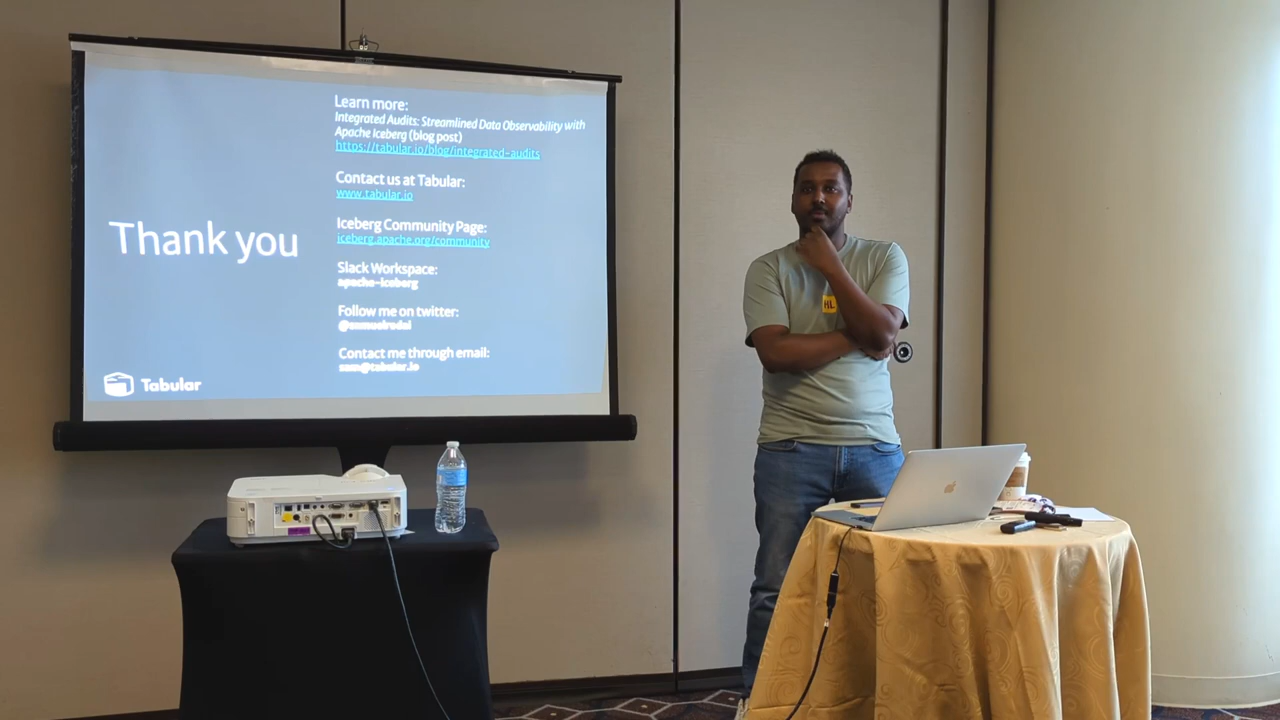 Learn more:
Integrated Audits: Streamlined Data Observability with
Apache Iceberg (blog post)
https://tabular.io/blog/integrated-audits
Contact us at Tabular:
www.tabular.io
Thank you
Iceberg Community Page:
iceberg.apache.org/community
Slack Workspace:
apache-iceberg
Follow me on twitter:
Contact me through email:
Tabular
HL